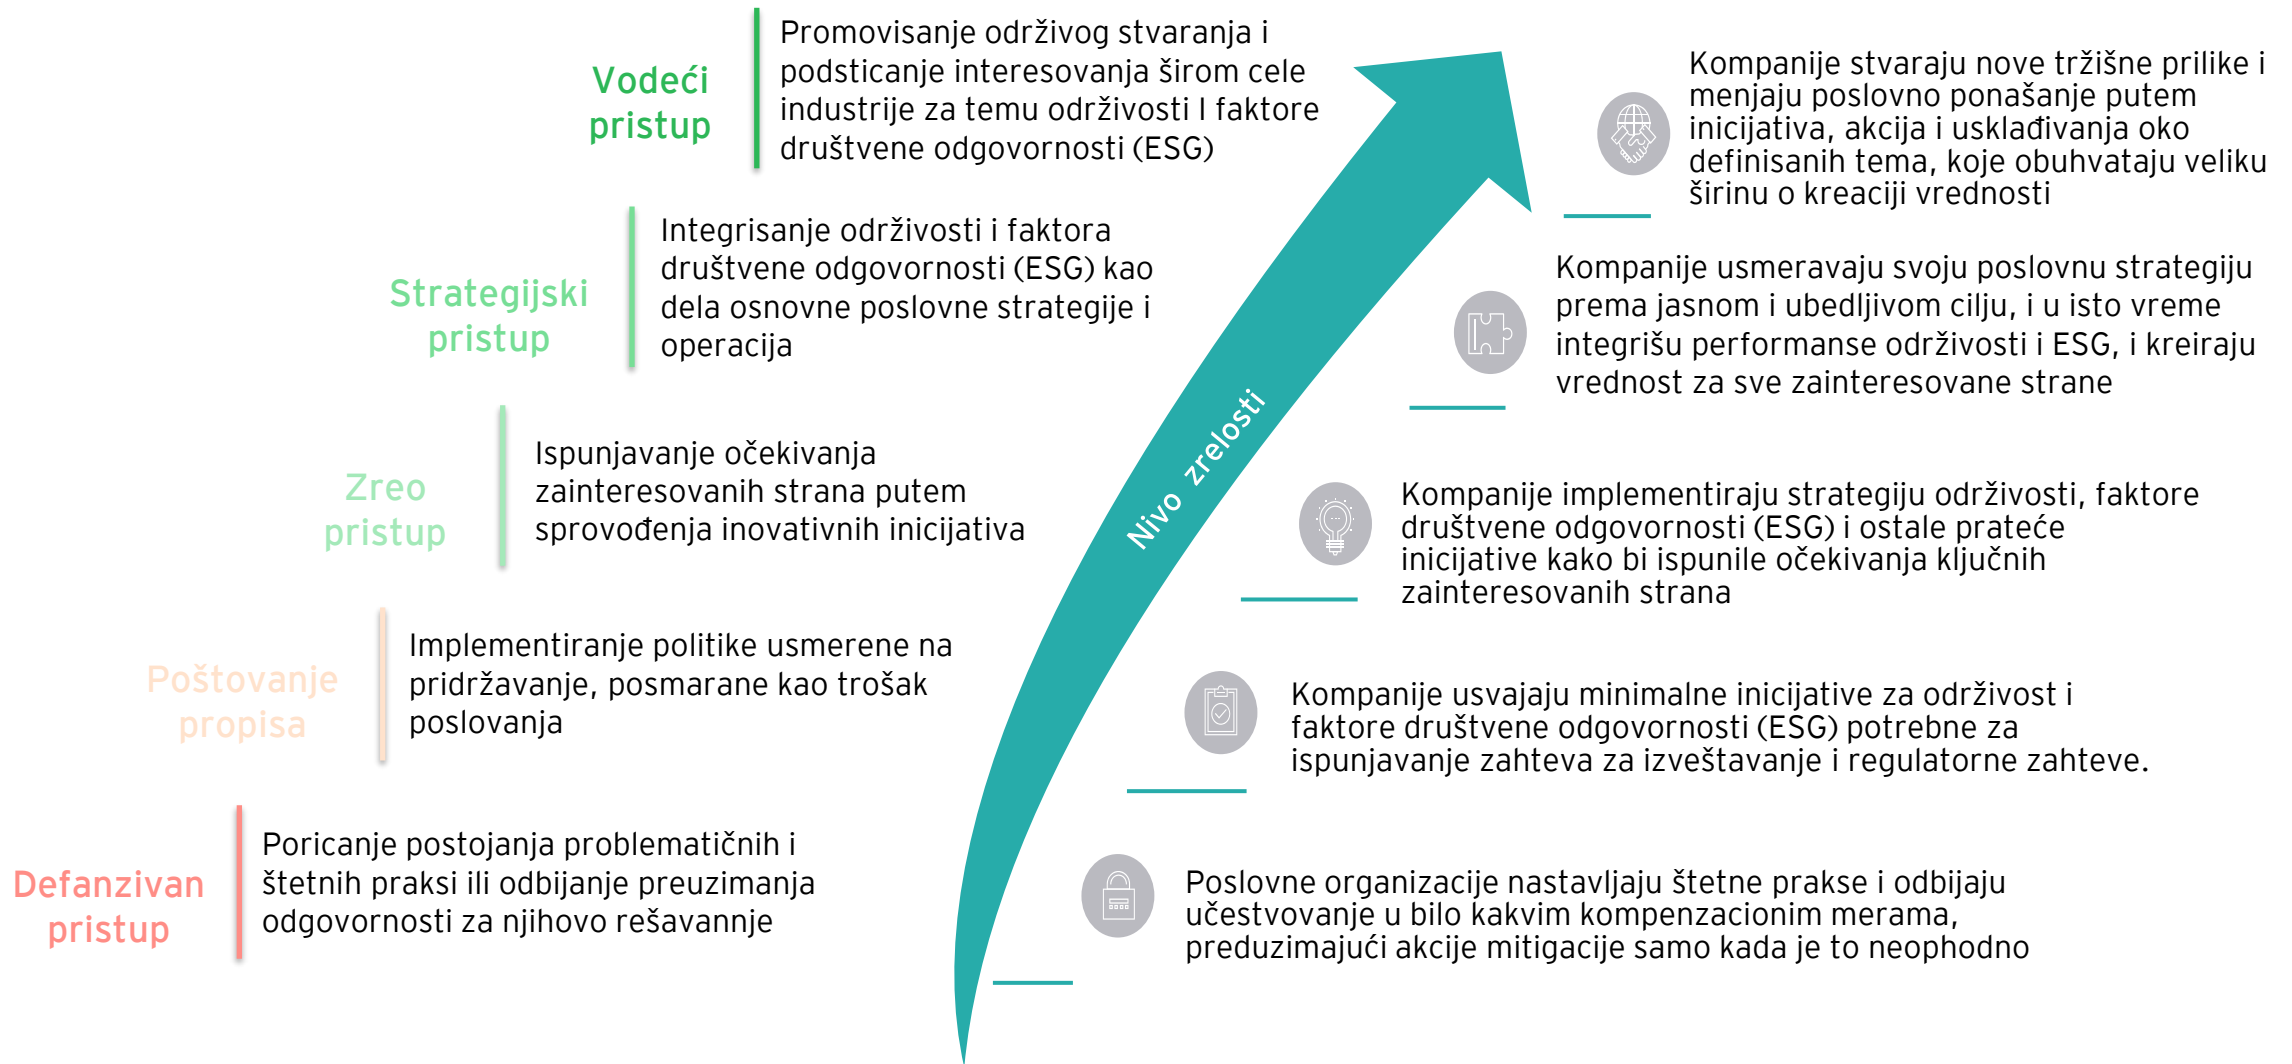 Vodeći
pristup
Promovisanje održivog stvaranja i
podsticanje interesovanja širom cele
industrije za temu održivosti I faktore
društvene odgovornosti (ESG)
Kompanije stvaraju nove tržišne prilike i
menjaju poslovno ponašanje putem
inicijativa, akcija i usklađivanja oko
definisanih tema, koje obuhvataju veliku
širinu o kreaciji vrednosti
Strategijski
pristup
Integrisanje održivosti i faktora
društvene odgovornosti (ESG) kao
dela osnovne poslovne strategije i
operacija
Kompanije usmeravaju svoju poslovnu strategiju
prema jasnom i ubedljivom cilju, i u isto vreme
integrišu performanse održivosti i ESG, i kreiraju
vrednost za sve zainteresovane strane
Nivo zrelosti
Zreo
pristup
Ispunjavanje očekivanja
zainteresovanih strana putem
sprovođenja inovativnih inicijativa
Kompanije implementiraju strategiju održivosti, faktore
društvene odgovornosti (ESG) i ostale prateće
inicijative kako bi ispunile očekivanja ključnih
zainteresovanih strana
Poštovanje
propisa
Implementiranje politike usmerene na
pridržavanje, posmarane kao trošak
poslovanja
Kompanije usvajaju minimalne inicijative za održivost i
faktore društvene odgovornosti (ESG) potrebne za
ispunjavanje zahteva za izveštavanje i regulatorne zahteve.
Defanzivan
pristup
Poricanje postojanja problematičnih i
štetnih praksi ili odbijanje preuzimanja
odgovornosti za njihovo rešavannje
Poslovne organizacije nastavljaju štetne prakse i odbijaju
učestvovanje u bilo kakvim kompenzacionim merama,
preduzimajući akcije mitigacije samo kada je to neophodno